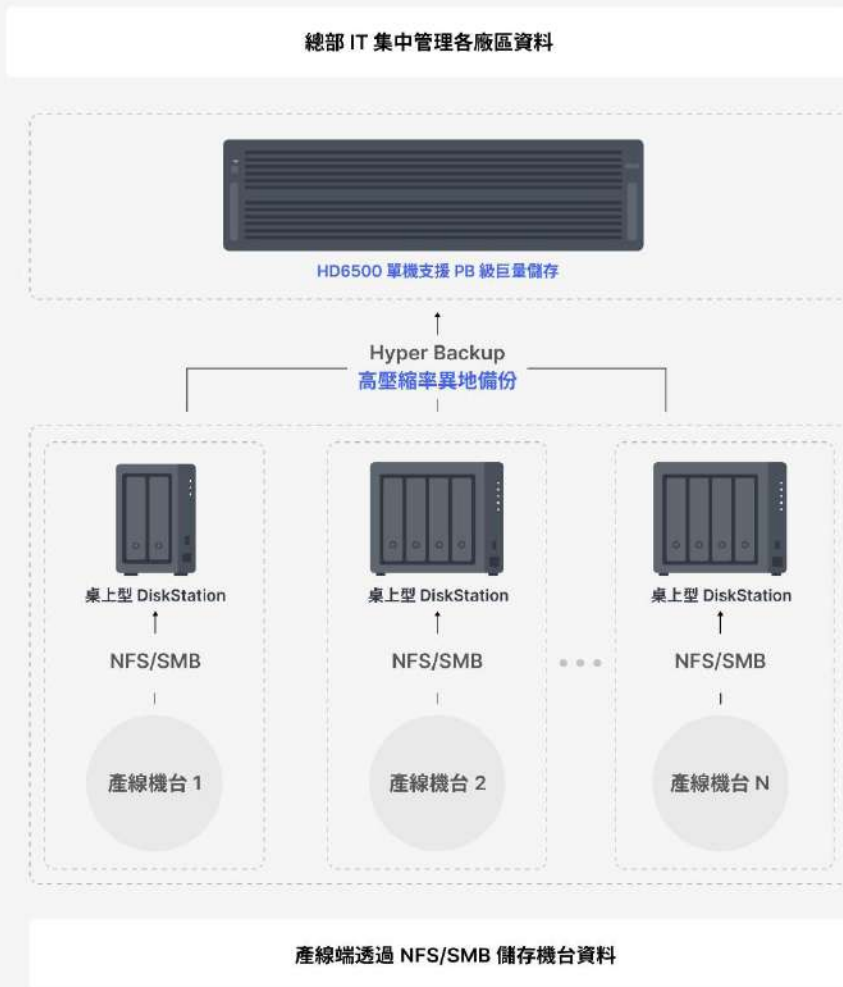 總部 IT 集中管理各廠區資料
HD6500 單機支援 PB 級巨量儲存
Hyper Backup
高壓縮率異地備份
桌上型 DiskStation
桌上型 DiskStation
桌上型 DiskStation
NFS/SMB
NFS/SMB
NFS/SMB
產線機台 1
產線機台 2
產線機台 N
產線端透過 NFS/SMB 儲存機台資料